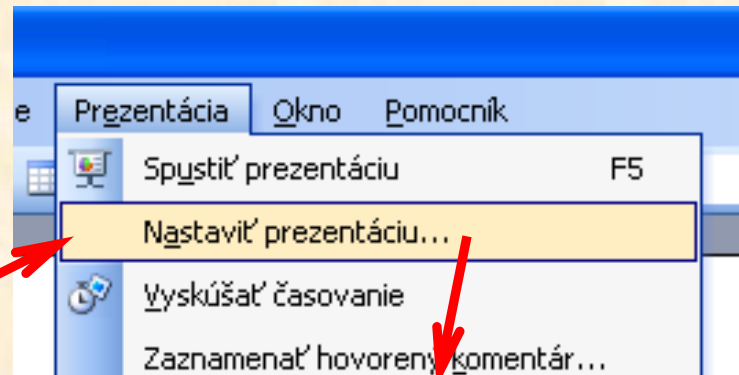 e Prezentácia Okno Pomocník
Spustiť prezentáciu F5
Nastaviť prezentáciu...
Vyskúšať časovanie
Zaznamenať hovorený komentár...